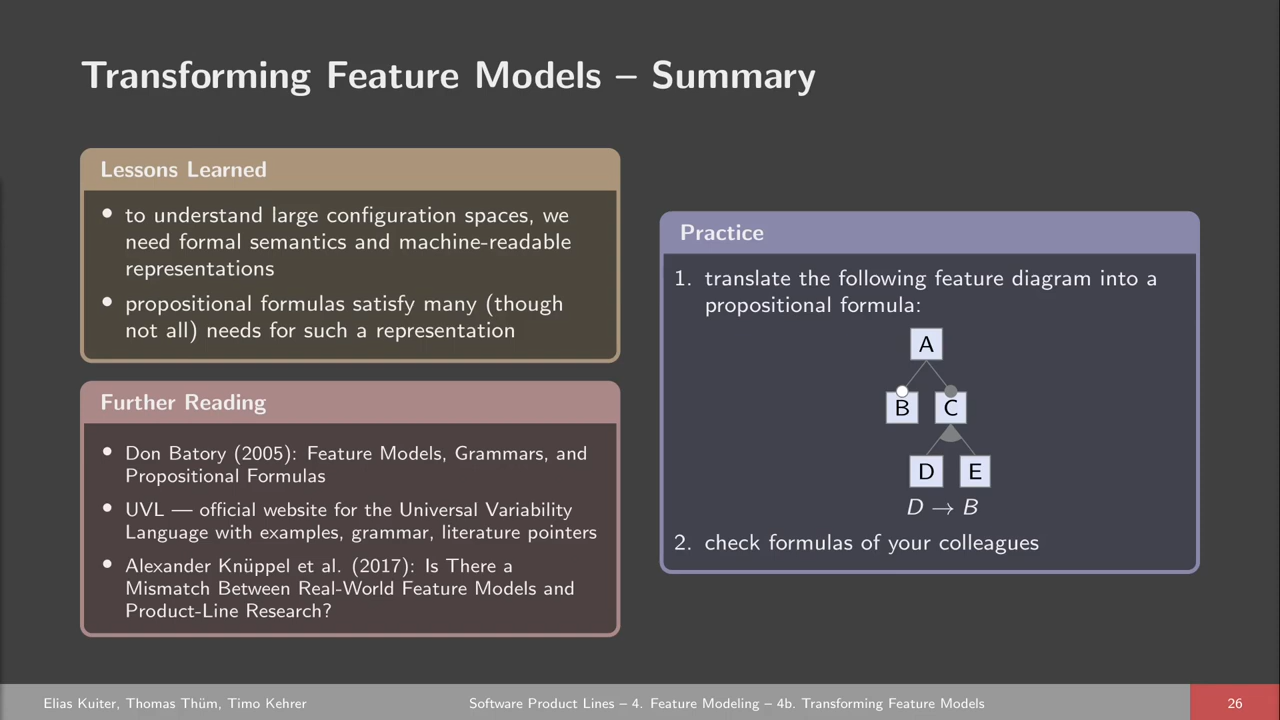 Transforming Feature Models – Summary
Lessons Learned
• to understand large configuration spaces, we
need formal semantics and machine-readable
representations
• propositional formulas satisfy many (though
not all) needs for such a representation
Further Reading
• Don Batory (2005): Feature Models, Grammars, and
Propositional Formulas
• UVL — official website for the Universal Variability
Language with examples, grammar, literature pointers
• Alexander Knüppel et al. (2017): Is There a
Mismatch Between Real-World Feature Models and
Product-Line Research?
Practice
1. translate the following feature diagram into a
propositional formula:
A
B C
D E
D → B
2. check formulas of your colleagues
Elias Kuiter, Thomas Thüm, Timo Kehrer
Software Product Lines – 4. Feature Modeling – 4b. Transforming Feature Models
26